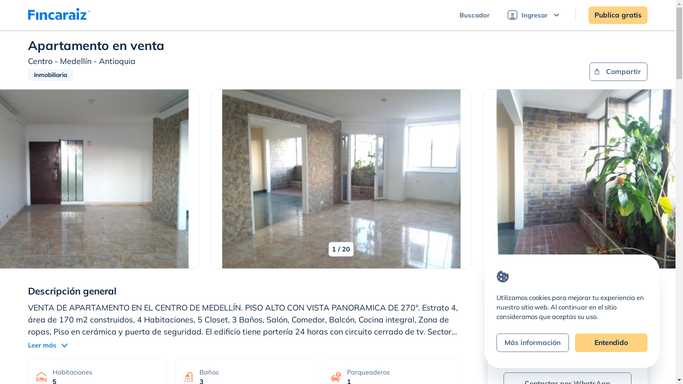 Fincaraiz
Buscador
Ingresar
Publica gratis
Apartamento en venta
Centro - Medellín - Antioquia
Inmobiliaria
Compartir
1 / 20
Descripción general
VENTA DE APARTAMENTO EN EL CENTRO DE MEDELLÍN. PISO ALTO CON VISTA PANORAMICA DE 270°. Estrato 4,
área de 170 m2 construidos, 4 Habitaciones, 5 Closet, 3 Baños, Salón, Comedor, Balcón, Cocina integral, Zona de
ropas, Piso en cerámica y puerta de seguridad. El edificio tiene portería 24 horas con circuito cerrado de tv. Sector...
Leer más
Habitaciones
5
Baños
3
Parqueaderos
1
Utilizamos cookies para mejorar tu experiencia en
nuestro sitio web. Al continuar en el sitio
consideramos que aceptas su uso.
Más información
Entendido
Contactar por WhatsApp